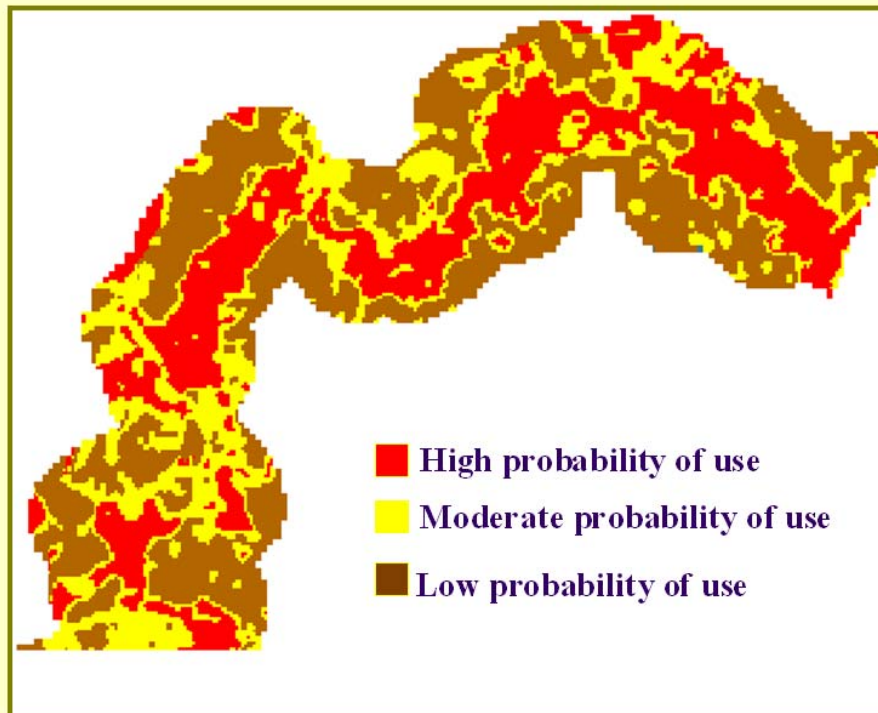 High probability of use
Moderate probability of use
Low probability of use